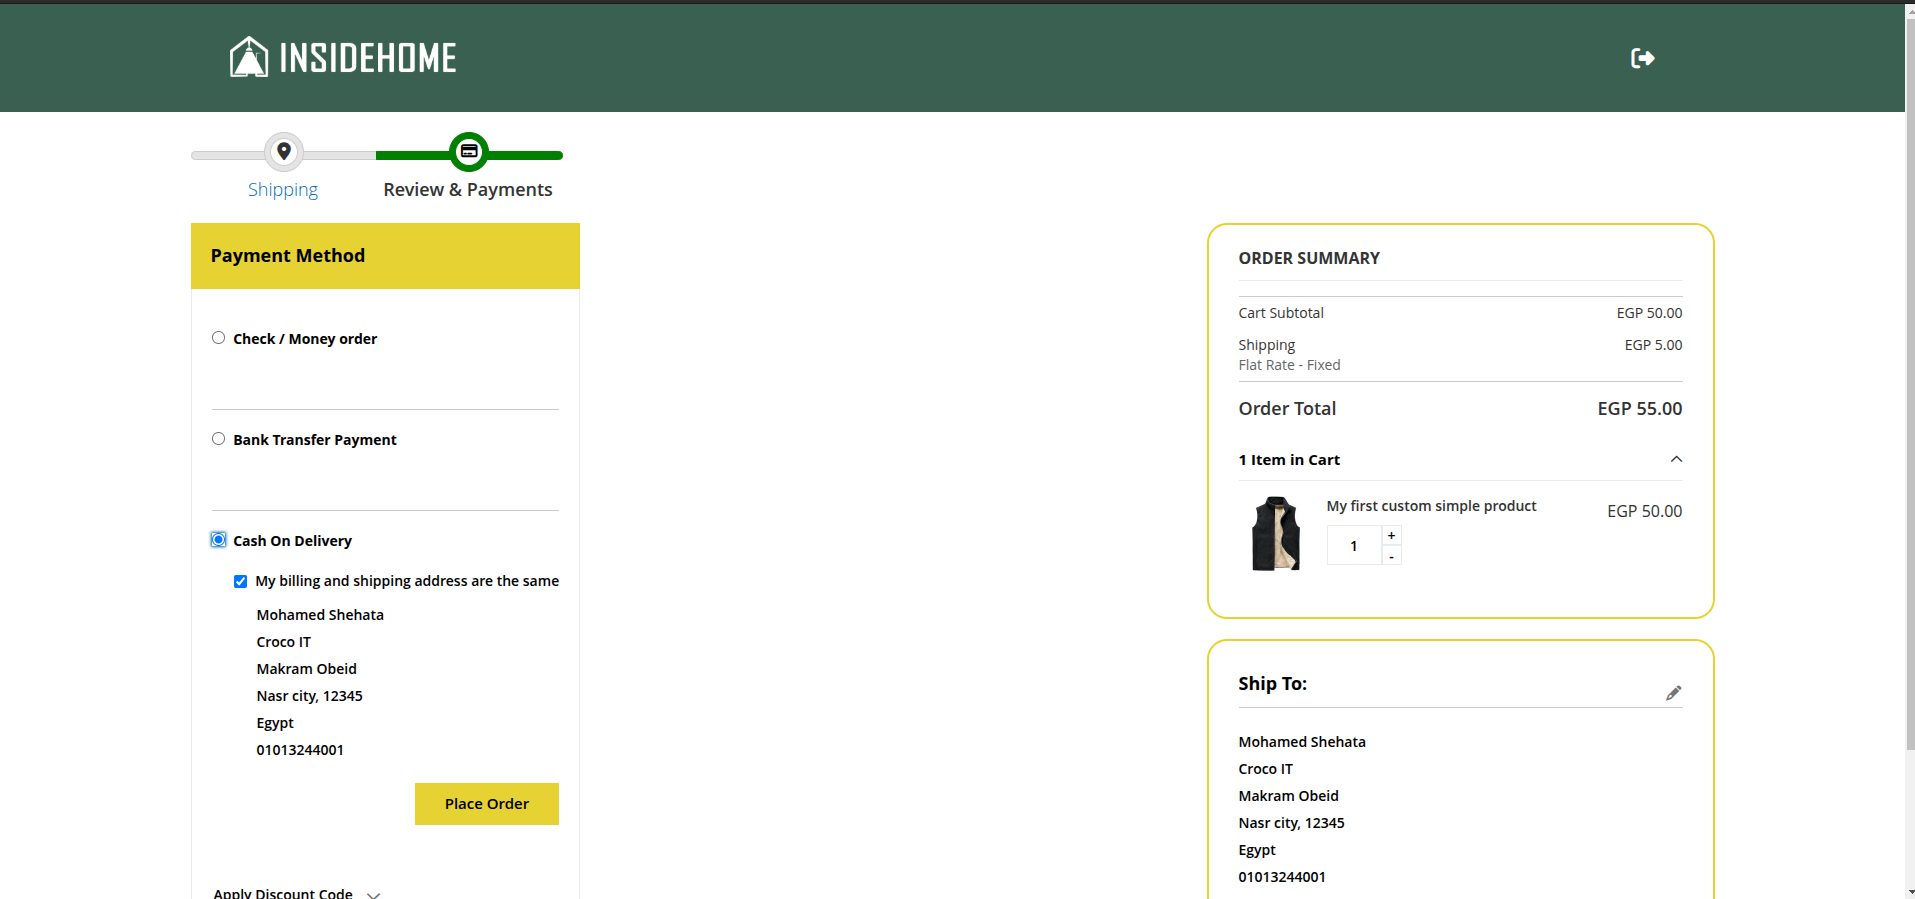 INSIDEHOME
Shipping
Review & Payments
Payment Method
Check / Money order
Bank Transfer Payment
Cash On Delivery
My billing and shipping address are the same
Mohamed Shehata
Croco IT
Makram Obeid
Nasr city, 12345
Egypt
01013244001
Place Order
Apply Discount Code
ORDER SUMMARY
Cart Subtotal EGP 50.00
Shipping EGP 5.00
Flat Rate - Fixed
Order Total EGP 55.00
1 Item in Cart
My first custom simple product EGP 50.00
1 + -
Ship To:
Mohamed Shehata
Croco IT
Makram Obeid
Nasr city, 12345
Egypt
01013244001